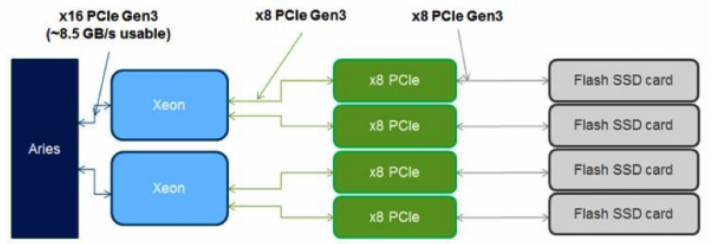 x16 PCIe Gen3
(~8.5 GB/s usable)
x8 PCIe Gen3
x8 PCIe Gen3
Aries
Xeon
Xeon
x8 PCIe
x8 PCIe
x8 PCIe
x8 PCIe
Flash SSD card
Flash SSD card
Flash SSD card
Flash SSD card